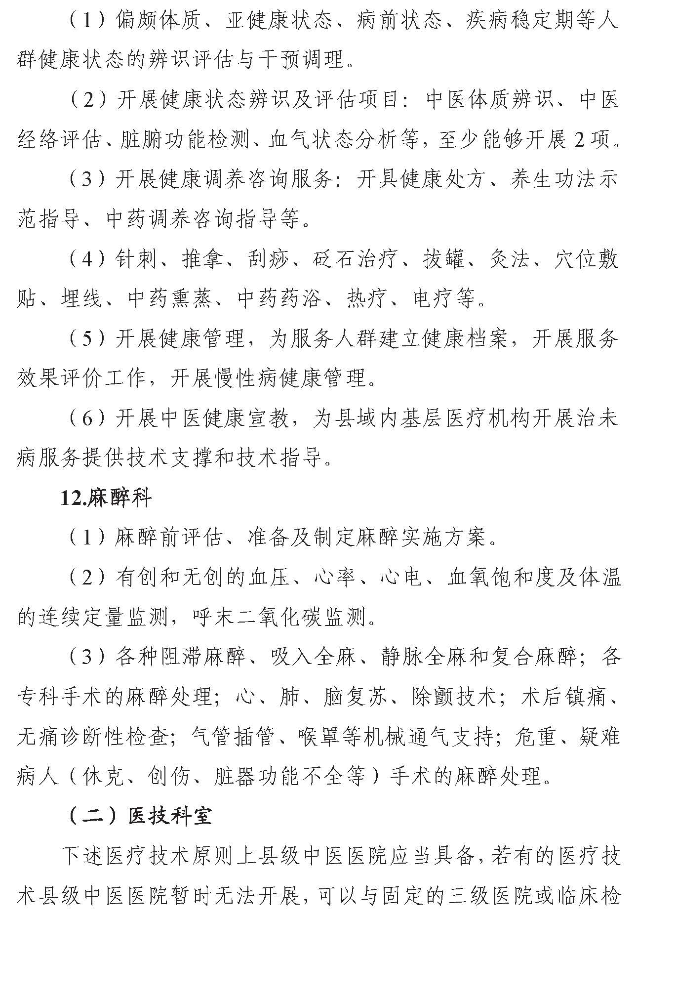 （1）偏颇体质、亚健康状态、病前状态、疾病稳定期等人
群健康状态的辨识评估与干预调理。
（2）开展健康状态辨识及评估项目：中医体质辨识、中医
经络评估、脏腑功能检测、血气状态分析等，至少能够开展 2 项。
（3）开展健康调养咨询服务：开具健康处方、养生功法示
范指导、中药调养咨询指导等。
（4）针刺、推拿、刮痧、砭石治疗、拔罐、灸法、穴位敷
贴、埋线、中药熏蒸、中药药浴、热疗、电疗等。
（5）开展健康管理，为服务人群建立健康档案，开展服务
效果评价工作，开展慢性病健康管理。
（6）开展中医健康宣教，为县域内基层医疗机构开展治未
病服务提供技术支撑和技术指导。
12.麻醉科
（1）麻醉前评估、准备及制定麻醉实施方案。
（2）有创和无创的血压、心率、心电、血氧饱和度及体温
的连续定量监测，呼末二氧化碳监测。
（3）各种阻滞麻醉、吸入全麻、静脉全麻和复合麻醉；各
专科手术的麻醉处理；心、肺、脑复苏、除颤技术；术后镇痛、
无痛诊断性检查；气管插管、喉罩等机械通气支持；危重、疑难
病人（休克、创伤、脏器功能不全等）手术的麻醉处理。
（二）医技科室
下述医疗技术原则上县级中医医院应当具备，若有的医疗技
术县级中医医院暂时无法开展，可以与固定的三级医院或临床检